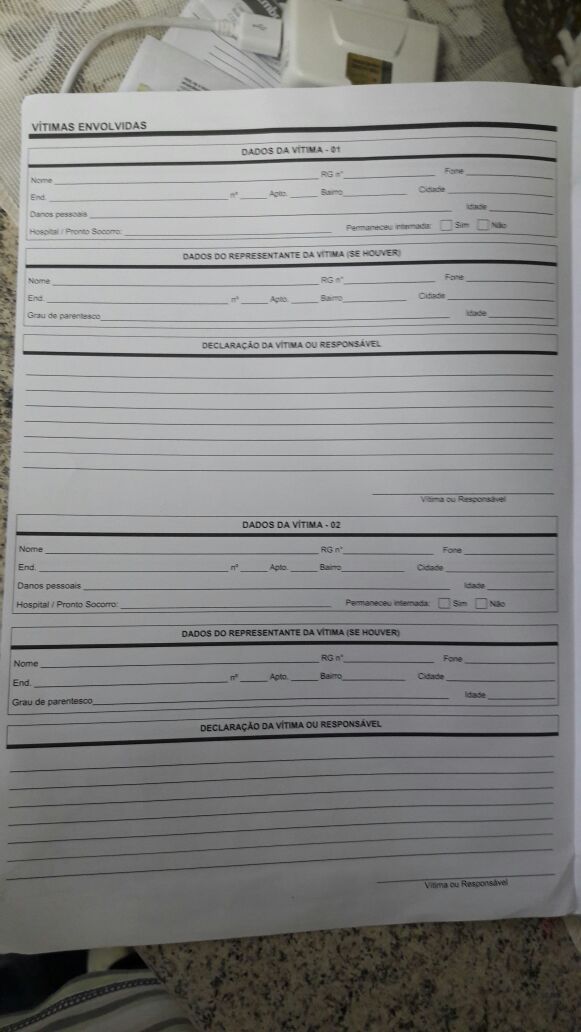 VÍTIMAS ENVOLVIDAS
DADOS DA VÍTIMA - 01
Nome RG nº Fone
End. nº Apto. Bairro Cidade
Danos pessoais Idade
Hospital / Pronto Socorro: Permaneceu internada: Sim Não
DADOS DO REPRESENTANTE DA VÍTIMA (SE HOUVER)
Nome RG nº Fone
End. nº Apto. Bairro Cidade
Grau de parentesco Idade
DECLARAÇÃO DA VÍTIMA OU RESPONSÁVEL
Vítima ou Responsável
DADOS DA VÍTIMA - 02
Nome RG nº Fone
End. nº Apto. Bairro Cidade
Danos pessoais Idade
Hospital / Pronto Socorro: Permaneceu internada: Sim Não
DADOS DO REPRESENTANTE DA VÍTIMA (SE HOUVER)
Nome RG nº Fone
End. nº Apto. Bairro Cidade
Grau de parentesco Idade
DECLARAÇÃO DA VÍTIMA OU RESPONSÁVEL
Vítima ou Responsável